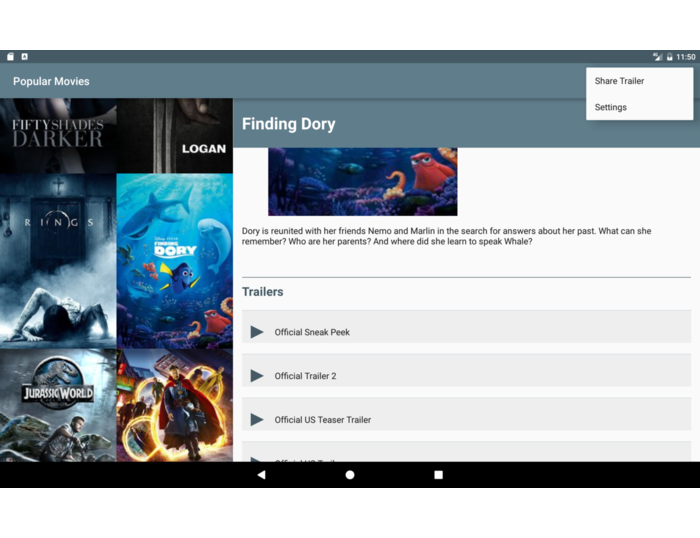 11:50
Popular Movies
Share Trailer
Settings
FIFTY SHADES
DARKER
LOGAN
RINGS
DISNEY PIXAR
FINDING
DORY
JURASSIC WORLD
Finding Dory
Dory is reunited with her friends Nemo and Marlin in the search for answers about her past. What can she
remember? Who are her parents? And where did she learn to speak Whale?
Trailers
Official Sneak Peek
Official Trailer 2
Official US Teaser Trailer